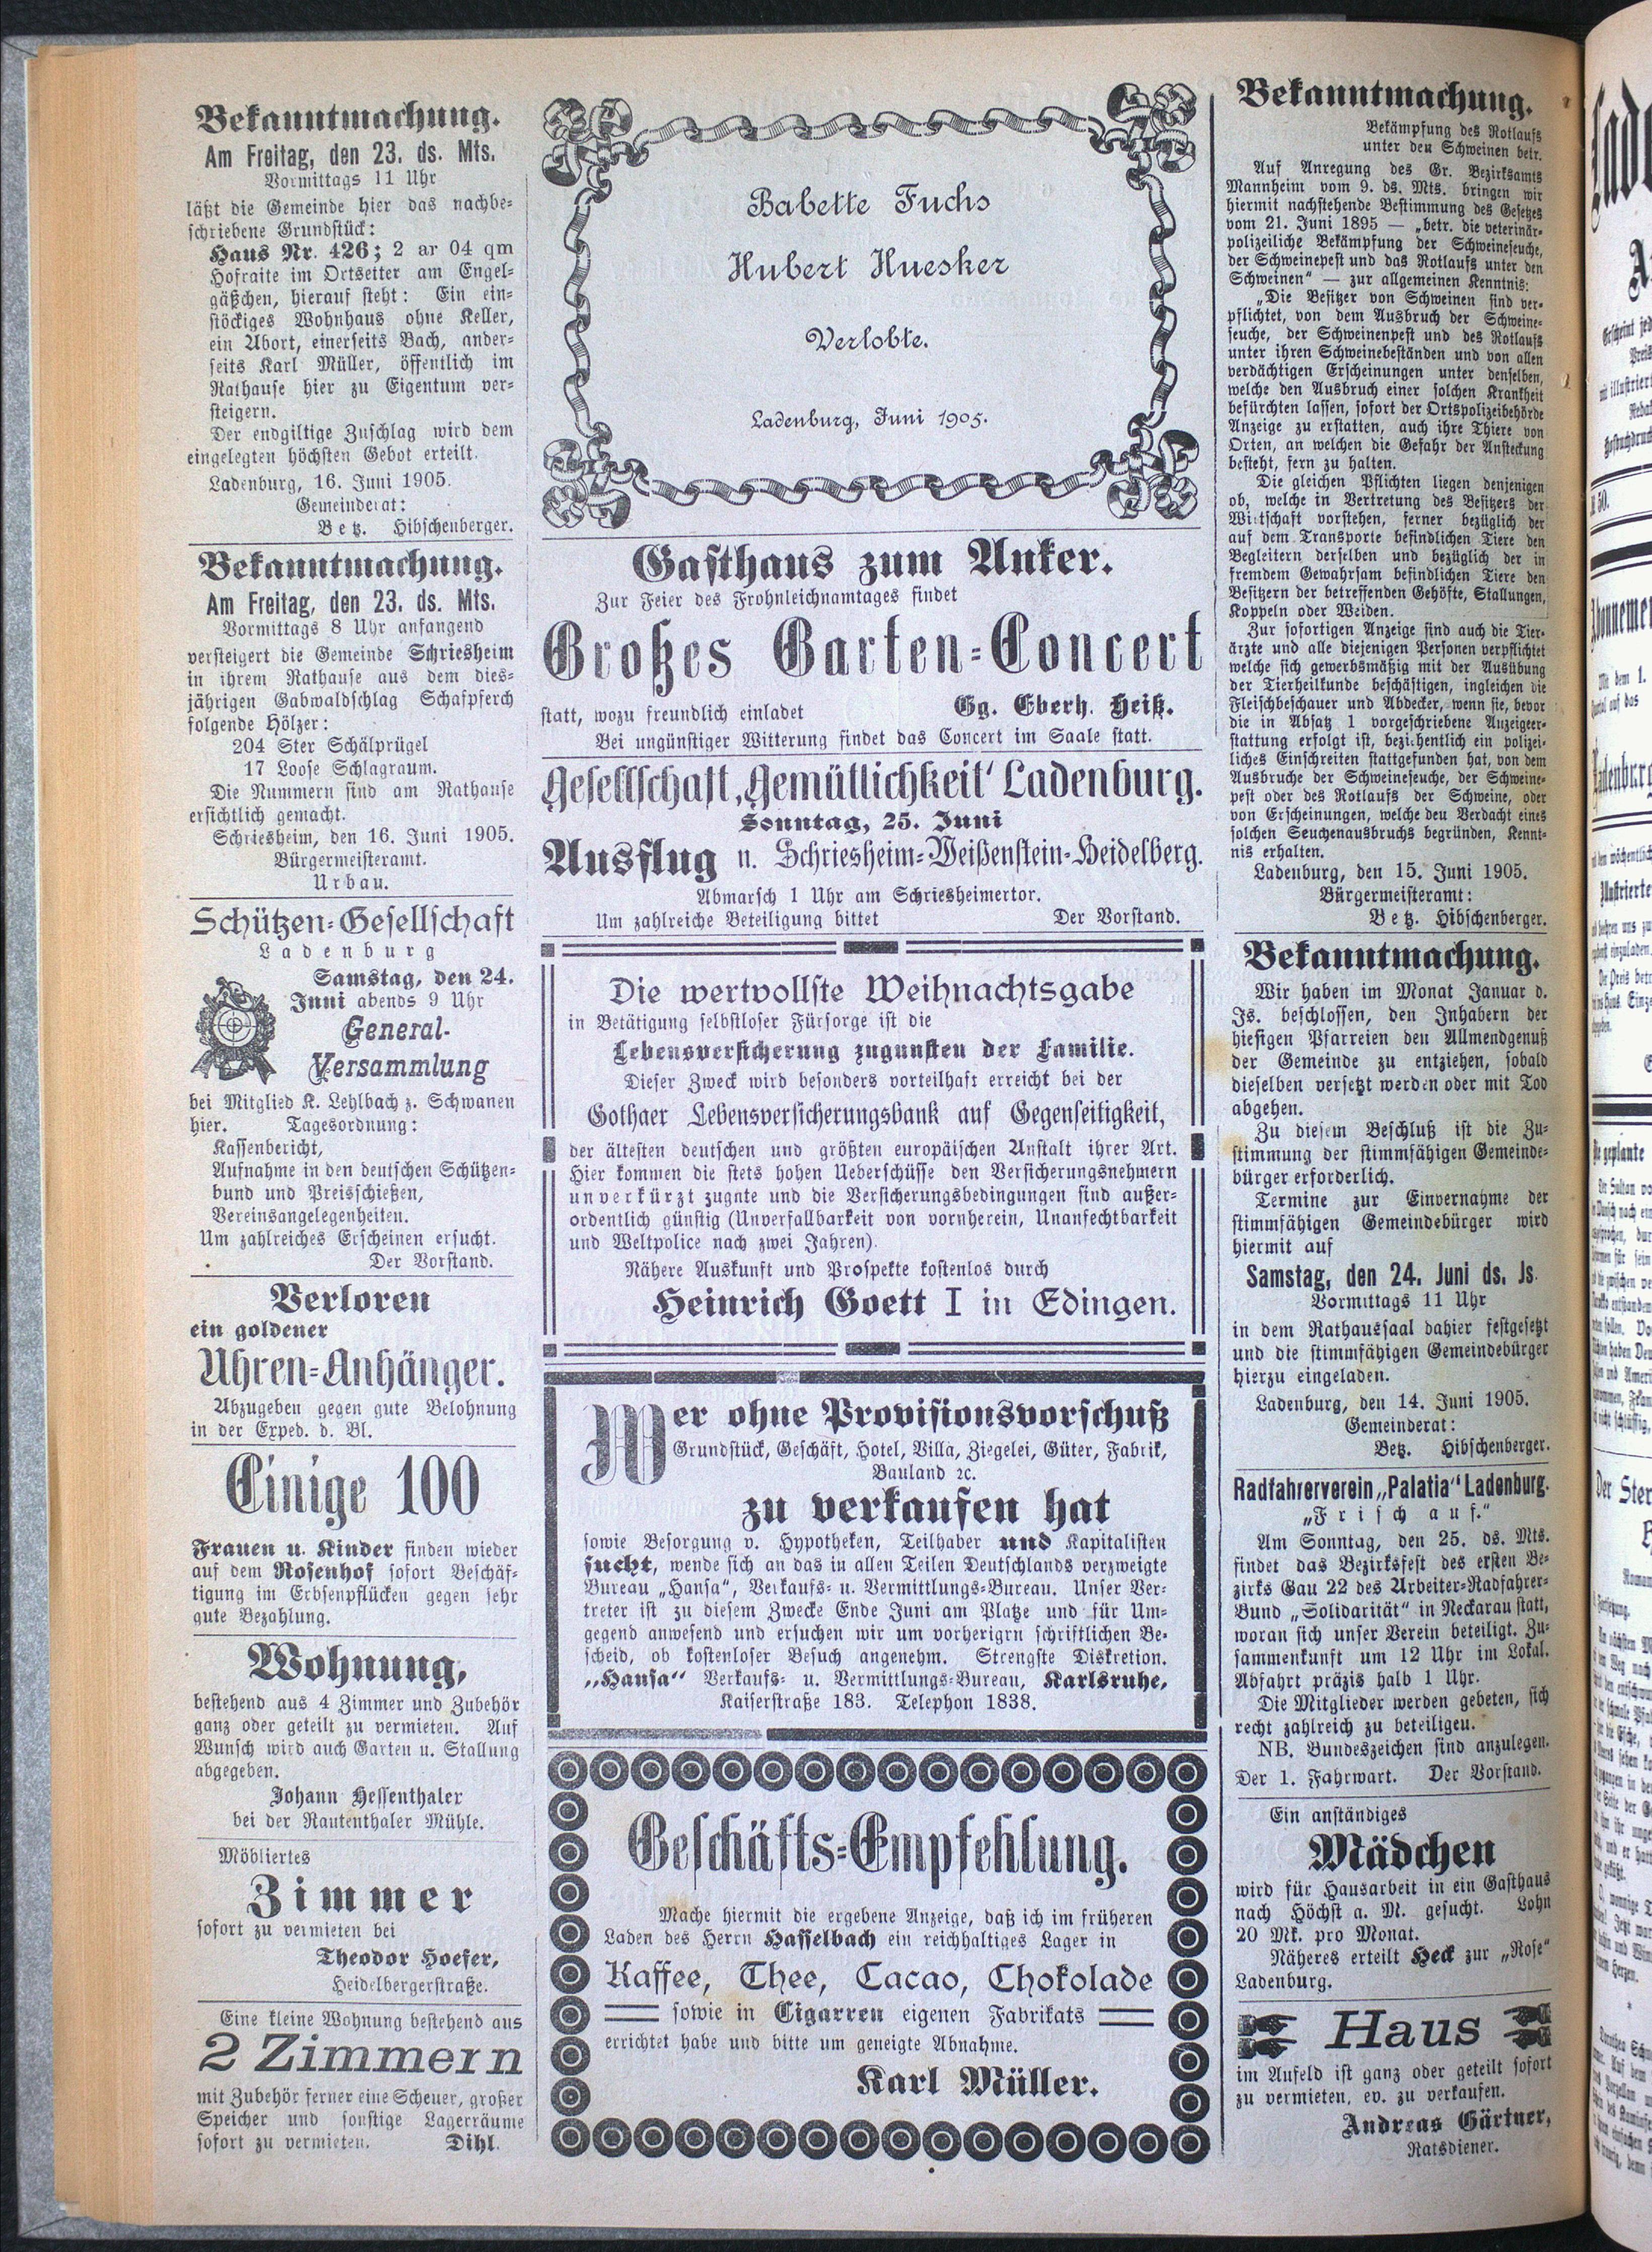 Bekanntmachung.
Am Freitag, den 23. ds. Mts.
Vormittags 11 Uhr
läßt die Gemeinde hier das nachbe-
schriebene Grundstück:
Haus Nr. 426; 2 ar 04 qm
Hofraite im Ortsetter am Engel-
gäßchen, hierauf steht: Ein ein-
stöckiges Wohnhaus ohne Keller,
ein Abort, einerseits Bach, ander-
seits Karl Müller, öffentlich im
Rathause hier zu Eigentum ver-
steigern.
Der endgiltige Zuschlag wird dem
eingelegten höchsten Gebot erteilt.
Ladenburg, 16. Juni 1905.
Gemeinderat:
Betz. Hibschenberger.
Bekanntmachung.
Am Freitag, den 23. ds. Mts.
Vormittags 8 Uhr anfangend
versteigert die Gemeinde Schriesheim
in ihrem Rathause aus dem dies-
jährigen Gabwaldschlag Schafpferch
folgende Hölzer:
204 Ster Schälprügel
17 Loose Schlagraum.
Die Nummern sind am Rathause
ersichtlich gemacht.
Schriesheim, den 16. Juni 1905.
Bürgermeisteramt.
Urbau.
Schützen-Gesellschaft
Ladenburg
Samstag, den 24.
Juni abends 9 Uhr
General-
Versammlung
bei Mitglied K. Lehlbach z. Schwanen
hier. Tagesordnung:
Kassenbericht,
Aufnahme in den deutschen Schützen-
bund und Preisschießen,
Vereinsangelegenheiten.
Um zahlreiches Erscheinen ersucht.
Der Vorstand.
Verloren
ein goldener
Uhren-Anhänger.
Abzugeben gegen gute Belohnung
in der Exped. d. Bl.
Einige 100
Frauen u. Kinder finden wieder
auf dem Rosenhof sofort Beschäf-
tigung im Erbsenpflücken gegen sehr
gute Bezahlung.
Wohnung,
bestehend aus 4 Zimmer und Zubehör
ganz oder geteilt zu vermieten. Auf
Wunsch wird auch Garten u. Stallung
abgegeben.
Johann Hessenthaler
bei der Rautenthaler Mühle.
Möbliertes
Zimmer
sofort zu vermieten bei
Theodor Hoefer,
Heidelbergerstraße.
Eine kleine Wohnung bestehend aus
2 Zimmern
mit Zubehör ferner eine Scheuer, großer
Speicher und sonstige Lagerräume
sofort zu vermieten. Dihl.
Babette Fuchs
Hubert Huesker
Verlobte.
Ladenburg, Juni 1905.
Gasthaus zum Anker.
Zur Feier des Frohnleichnamtages findet
Großes Garten-Concert
statt, wozu freundlich einladet Gg. Eberh. Heiß.
Bei ungünstiger Witterung findet das Concert im Saale statt.
Gesellschaft „Gemütlichkeit' Ladenburg.
Sonntag, 25. Juni
Ausflug n. Schriesheim-Weißenstein-Heidelberg.
Abmarsch 1 Uhr am Schriesheimertor.
Um zahlreiche Beteiligung bittet Der Vorstand.
Die wertvollste Weihnachtsgabe
in Betätigung selbstloser Fürsorge ist die
Lebensversicherung zugunsten der Familie.
Dieser Zweck wird besonders vorteilhaft erreicht bei der
Gothaer Lebensversicherungsbank auf Gegenseitigkeit,
der ältesten deutschen und größten europäischen Anstalt ihrer Art.
Hier kommen die stets hohen Ueberschüsse den Versicherungsnehmern
unverkürzt zugute und die Versicherungsbedingungen sind außer-
ordentlich günstig (Unverfallbarkeit von vornherein, Unanfechtbarkeit
und Weltpolice nach zwei Jahren).
Nähere Auskunft und Prospekte kostenlos durch
Heinrich Goett I in Edingen.
Wer ohne Provisionsvorschuß
Grundstück, Geschäft, Hotel, Villa, Ziegelei, Güter, Fabrik,
Bauland ꝛc.
zu verkaufen hat
sowie Besorgung v. Hypotheken, Teilhaber und Kapitalisten
sucht, wende sich an das in allen Teilen Deutschlands verzweigte
Bureau „Hansa“, Verkaufs- u. Vermittlungs-Bureau. Unser Ver-
treter ist zu diesem Zwecke Ende Juni am Platze und für Um-
gegend anwesend und ersuchen wir um vorherigrn schriftlichen Be-
scheid, ob kostenloser Besuch angenehm. Strengste Diskretion.
„Hansa“ Verkaufs- u. Vermittlungs-Bureau, Karlsruhe,
Kaiserstraße 183. Telephon 1838.
Geschäfts-Empfehlung.
Mache hiermit die ergebene Anzeige, daß ich im früheren
Laden des Herrn Hasselbach ein reichhaltiges Lager in
Kaffee, Thee, Cacao, Chokolade
sowie in Cigarren eigenen Fabrikats
errichtet habe und bitte um geneigte Abnahme.
Karl Müller.
Bekanntmachung.
Bekämpfung des Rotlaufs
unter den Schweinen betr.
Auf Anregung des Gr. Bezirksamts
Mannheim vom 9. ds. Mts. bringen wir
hiermit nachstehende Bestimmung des Gesetzes
vom 21. Juni 1895 — „betr. die veterinär-
polizeiliche Bekämpfung der Schweineseuche,
der Schweinepest und das Rotlaufs unter den
Schweinen“ — zur allgemeinen Kenntnis:
„Die Besitzer von Schweinen sind ver-
pflichtet, von dem Ausbruch der Schweine-
seuche, der Schweinenpest und des Rotlaufs
unter ihren Schweinebeständen und von allen
verdächtigen Erscheinungen unter denselben,
welche den Ausbruch einer solchen Krankheit
befürchten lassen, sofort der Ortspolizeibehörde
Anzeige zu erstatten, auch ihre Thiere von
Orten, an welchen die Gefahr der Ansteckung
besteht, fern zu halten.
Die gleichen Pflichten liegen denjenigen
ob, welche in Vertretung des Besitzers der
Wirtschaft vorstehen, ferner bezüglich der
auf dem Transporte befindlichen Tiere den
Begleitern derselben und bezüglich der in
fremdem Gewahrsam befindlichen Tiere den
Besitzern der betreffenden Gehöfte, Stallungen,
Koppeln oder Weiden.
Zur sofortigen Anzeige sind auch die Tier-
ärzte und alle diejenigen Personen verpflichtet
welche sich gewerbsmäßig mit der Ausübung
der Tierheilkunde beschäftigen, ingleichen die
Fleischbeschauer und Abdecker, wenn sie, bevor
die in Absatz 1 vorgeschriebene Anzeigeer-
stattung erfolgt ist, beziehentlich ein polizei-
liches Einschreiten stattgefunden hat, von dem
Ausbruche der Schweineseuche, der Schweine-
pest oder des Rotlaufs der Schweine, oder
von Erscheinungen, welche den Verdacht eines
solchen Seuchenausbruchs begründen, Kennt-
nis erhalten.
Ladenburg, den 15. Juni 1905.
Bürgermeisteramt:
Betz. Hibschenberger.
Bekanntmachung.
Wir haben im Monat Januar d.
Js. beschlossen, den Inhabern der
hiesigen Pfarreien den Allmendgenuß
der Gemeinde zu entziehen, sobald
dieselben versetzt werden oder mit Tod
abgehen.
Zu diesem Beschluß ist die Zu-
stimmung der stimmfähigen Gemeinde-
bürger erforderlich.
Termine zur Einvernahme der
stimmfähigen Gemeindebürger wird
hiermit auf
Samstag, den 24. Juni ds. Js.
Vormittags 11 Uhr
in dem Rathaussaal dahier festgesetzt
und die stimmfähigen Gemeindebürger
hierzu eingeladen.
Ladenburg, den 14. Juni 1905.
Gemeinderat:
Betz. Hibschenberger.
Radfahrerverein „Palatia“ Ladenburg.
„Frisch auf.“
Am Sonntag, den 25. ds. Mts.
findet das Bezirksfest des ersten Be-
zirks Gau 22 des Arbeiter-Radfahrer-
Bund „Solidarität“ in Neckarau statt,
woran sich unser Verein beteiligt. Zu-
sammenkunft um 12 Uhr im Lokal.
Abfahrt präzis halb 1 Uhr.
Die Mitglieder werden gebeten, sich
recht zahlreich zu beteiligeu.
NB. Bundeszeichen sind anzulegen.
Der 1. Fahrwart. Der Vorstand.
Ein anständiges
Mädchen
wird für Hausarbeit in ein Gasthaus
nach Höchst a. M. gesucht. Lohn
20 Mk. pro Monat.
Näheres erteilt Heck zur „Rose“
Ladenburg.
Haus
im Aufeld ist ganz oder geteilt sofort
zu vermieten, ev. zu verkaufen.
Andreas Gärtner,
Ratsdiener.